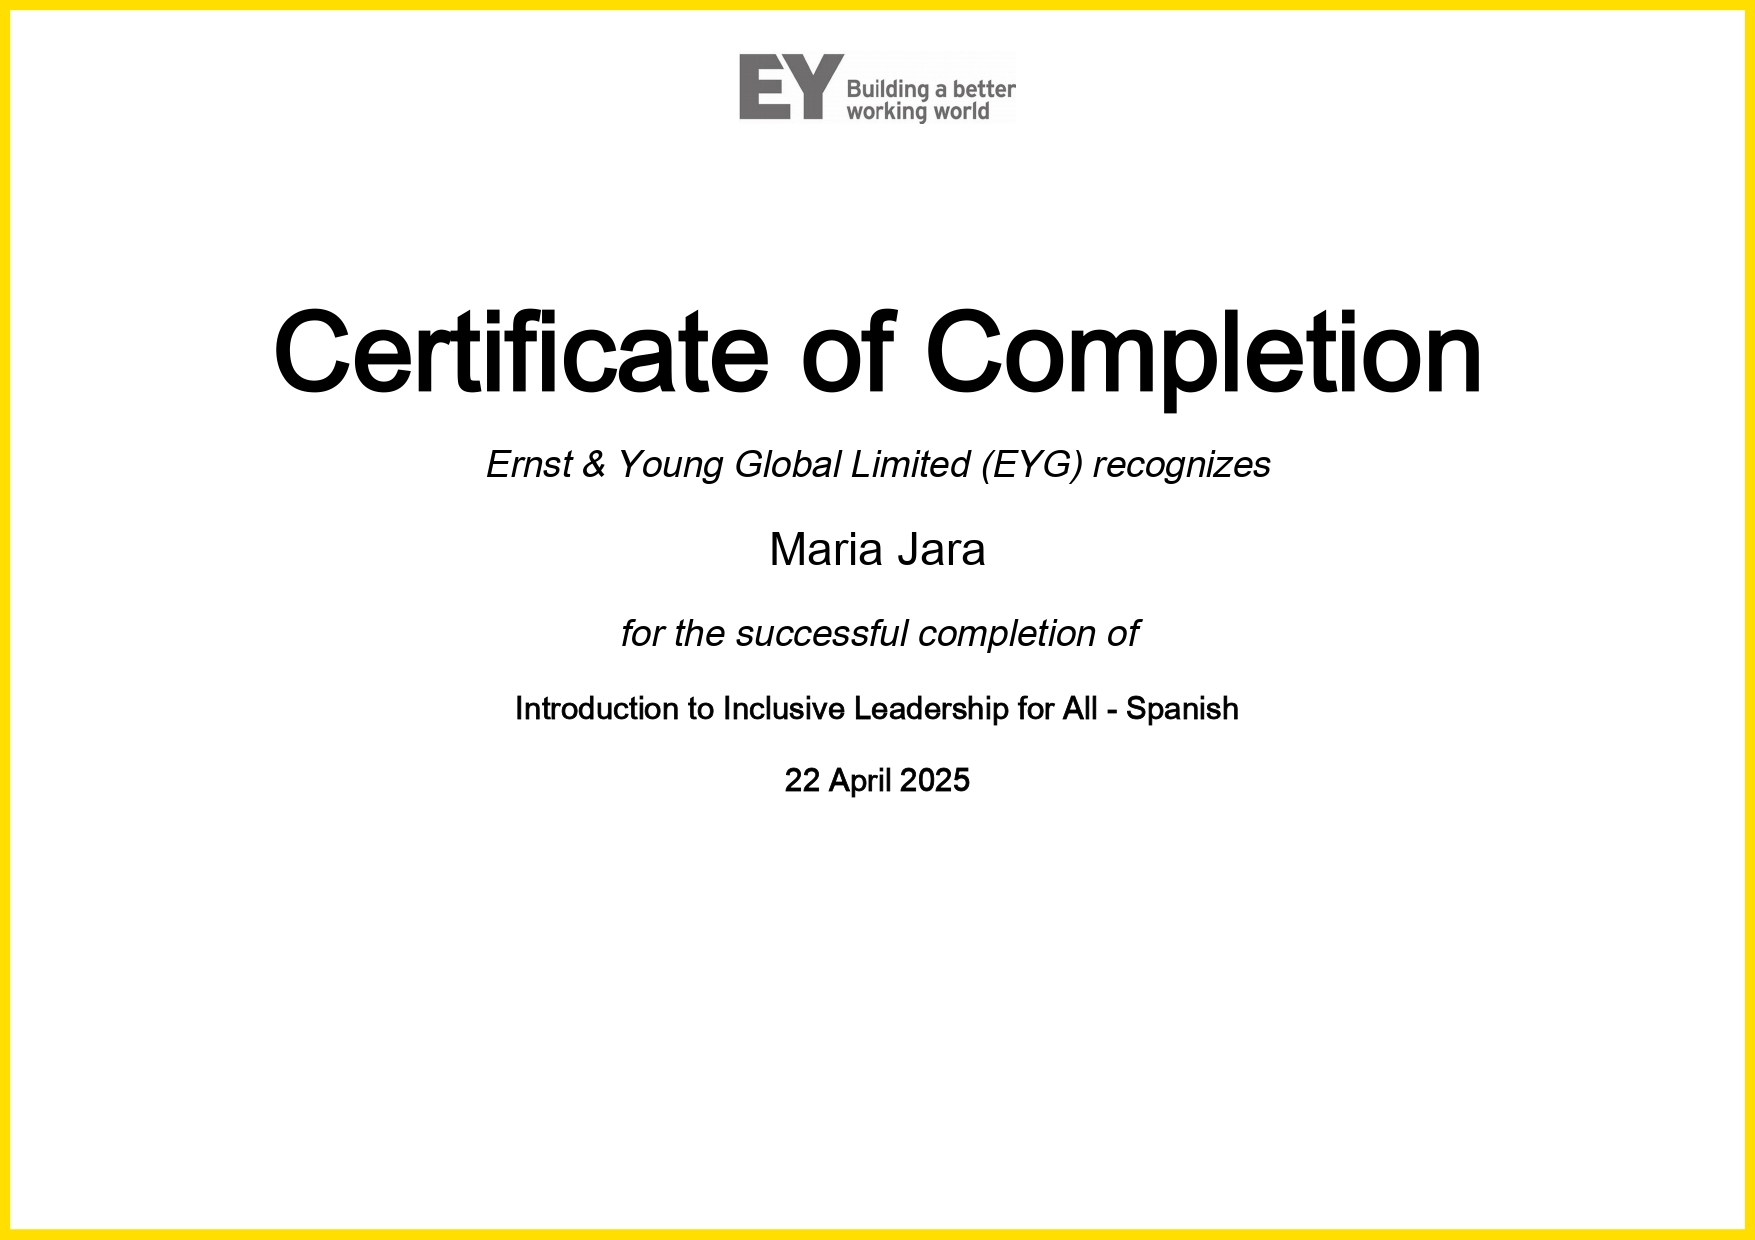 EY Building a better
working world
Certificate of Completion
Ernst & Young Global Limited (EYG) recognizes
Maria Jara
for the successful completion of
Introduction to Inclusive Leadership for All - Spanish
22 April 2025